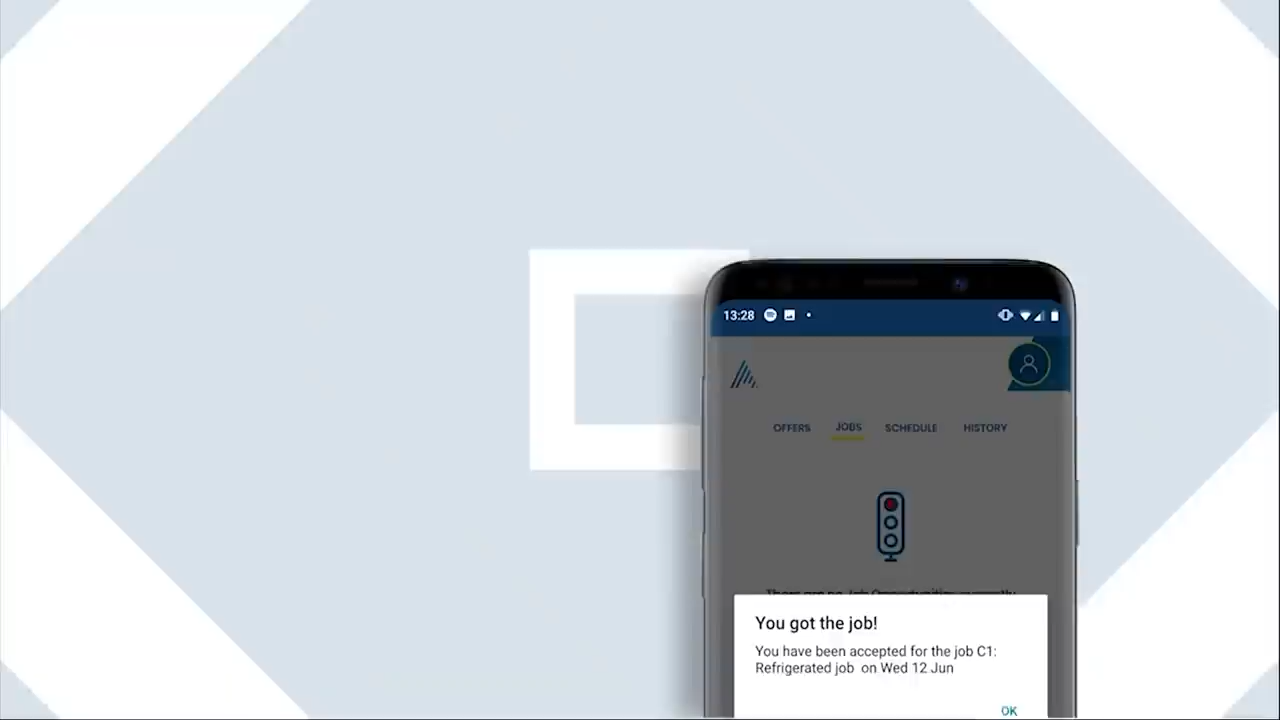 13:28
OFFERS JOBS SCHEDULE HISTORY
You got the job!
You have been accepted for the job C1:
Refrigerated job on Wed 12 Jun
OK